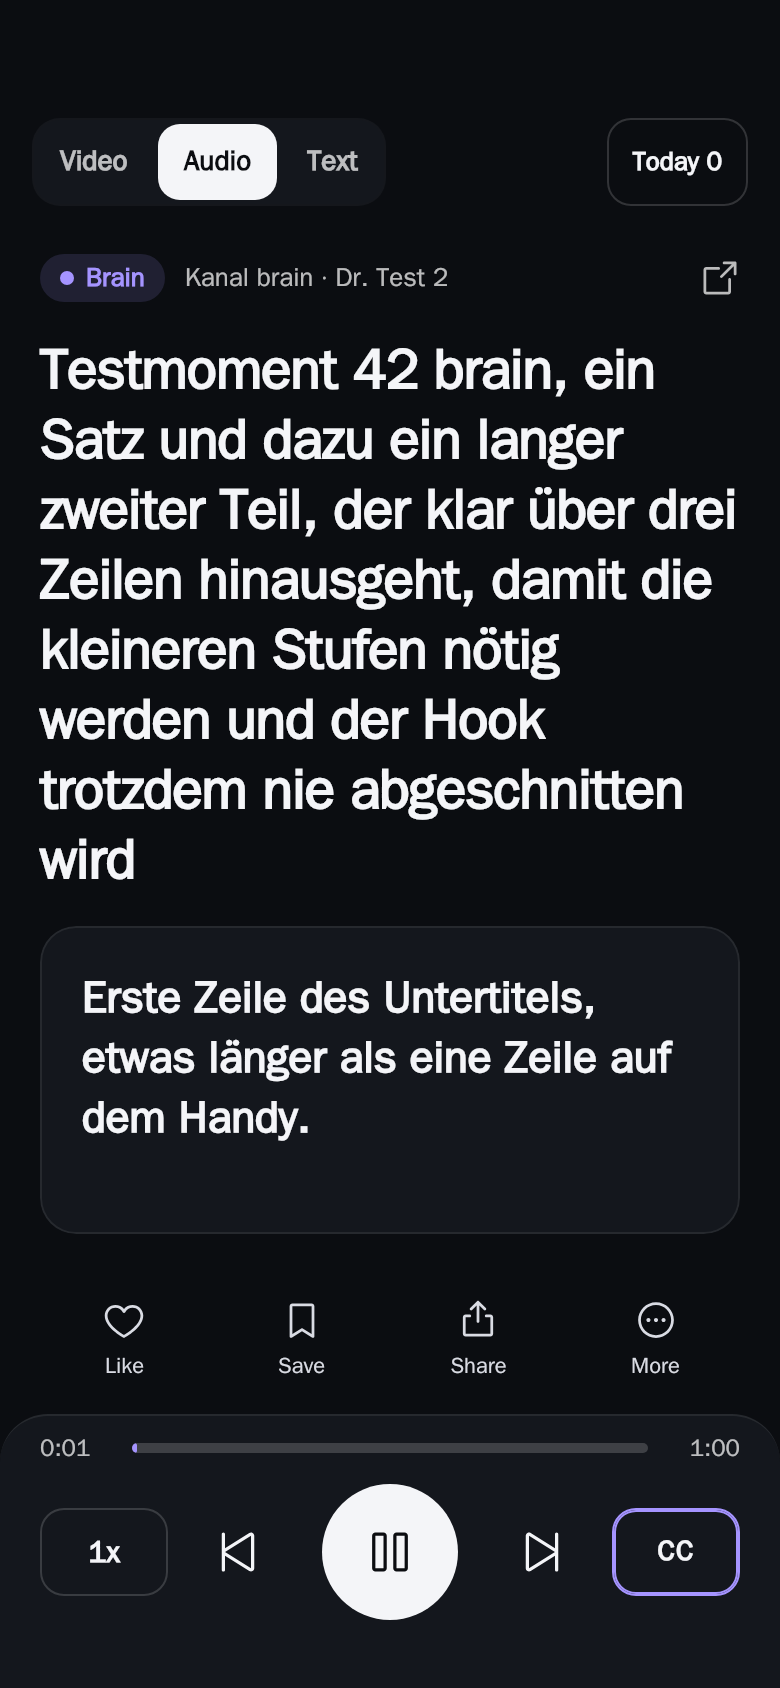 Video Audio Text Today 0
Brain Kanal brain · Dr. Test 2
Testmoment 42 brain, ein
Satz und dazu ein langer
zweiter Teil, der klar über drei
Zeilen hinausgeht, damit die
kleineren Stufen nötig
werden und der Hook
trotzdem nie abgeschnitten
wird
Erste Zeile des Untertitels,
etwas länger als eine Zeile auf
dem Handy.
Like Save Share More
0:01 1:00
1x CC